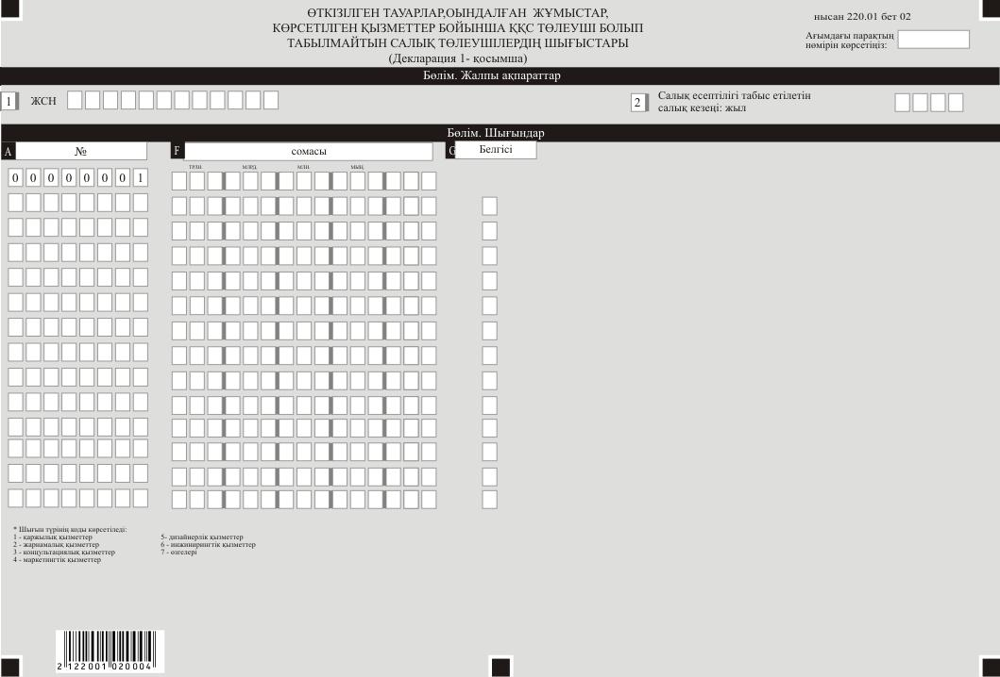 ӨТКІЗІЛГЕН ТАУАРЛАР,ОЫНДАЛҒАН ЖҰМЫСТАР,
КӨРСЕТІЛГЕН ҚЫЗМЕТТЕР БОЙЫНША ҚҚС ТӨЛЕУШІ БОЛЫП
ТАБЫЛМАЙТЫН САЛЫҚ ТӨЛЕУШІЛЕРДІҢ ШЫҒЫСТАРЫ
(Декларация 1- қосымша)
нысан 220.01 бет 02
Ағымдағы парақтың
нөмірін көрсетіңіз:
Бөлім. Жалпы ақпараттар
1 ЖСН
2 Салық есептілігі табыс етілетін
салық кезеңі: жыл
Бөлім. Шығындар
A № F сомасы G Белгісі
ТРЛН. МЛРД. МЛН. МЫҢ.
0 0 0 0 0 0 0 1
* Шығын түрінің коды көрсетіледі:
1 - қаржылық қызметтер
2 - жарнамалық қызметтер
3 - концультациялық қызметтер
4 - маркетингтік қызметтер
5- дизайнерлік қызметтер
6 - инжинирингтік қызметтер
7 - өзгелері
2 122001 020004